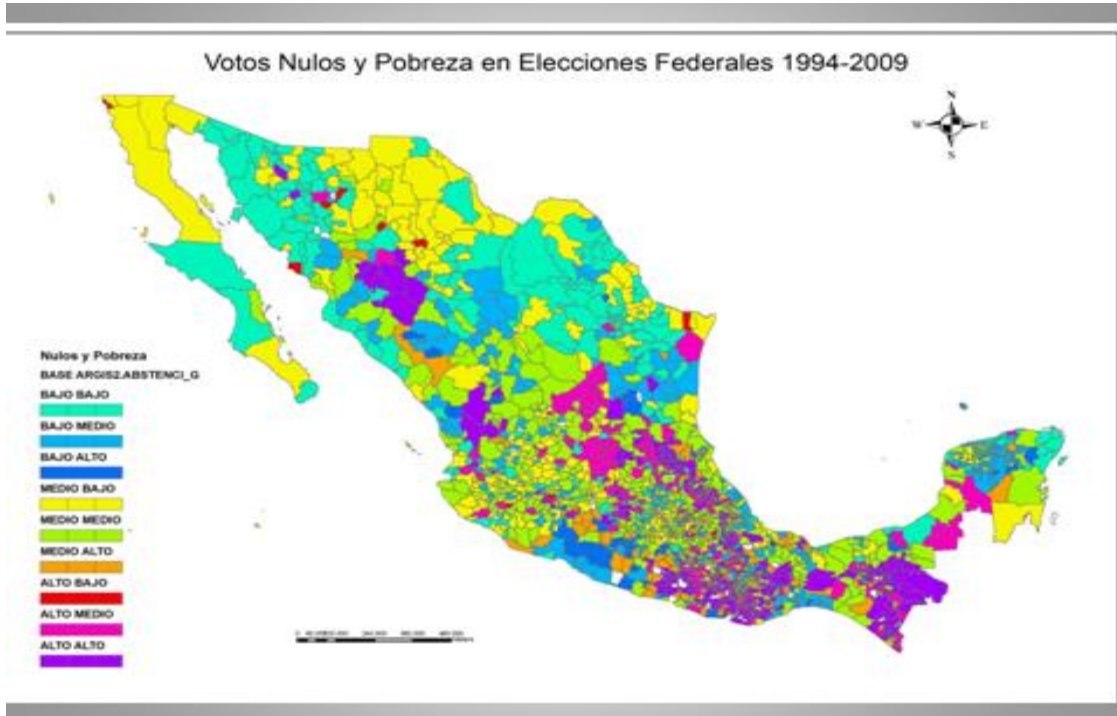 Votos Nulos y Pobreza en Elecciones Federales 1994-2009
N
W E
S
Nulos y Pobreza
BASE ARGIS2.ABSTENCI_G
BAJO BAJO
BAJO MEDIO
BAJO ALTO
MEDIO BAJO
MEDIO MEDIO
MEDIO ALTO
ALTO BAJO
ALTO MEDIO
ALTO ALTO